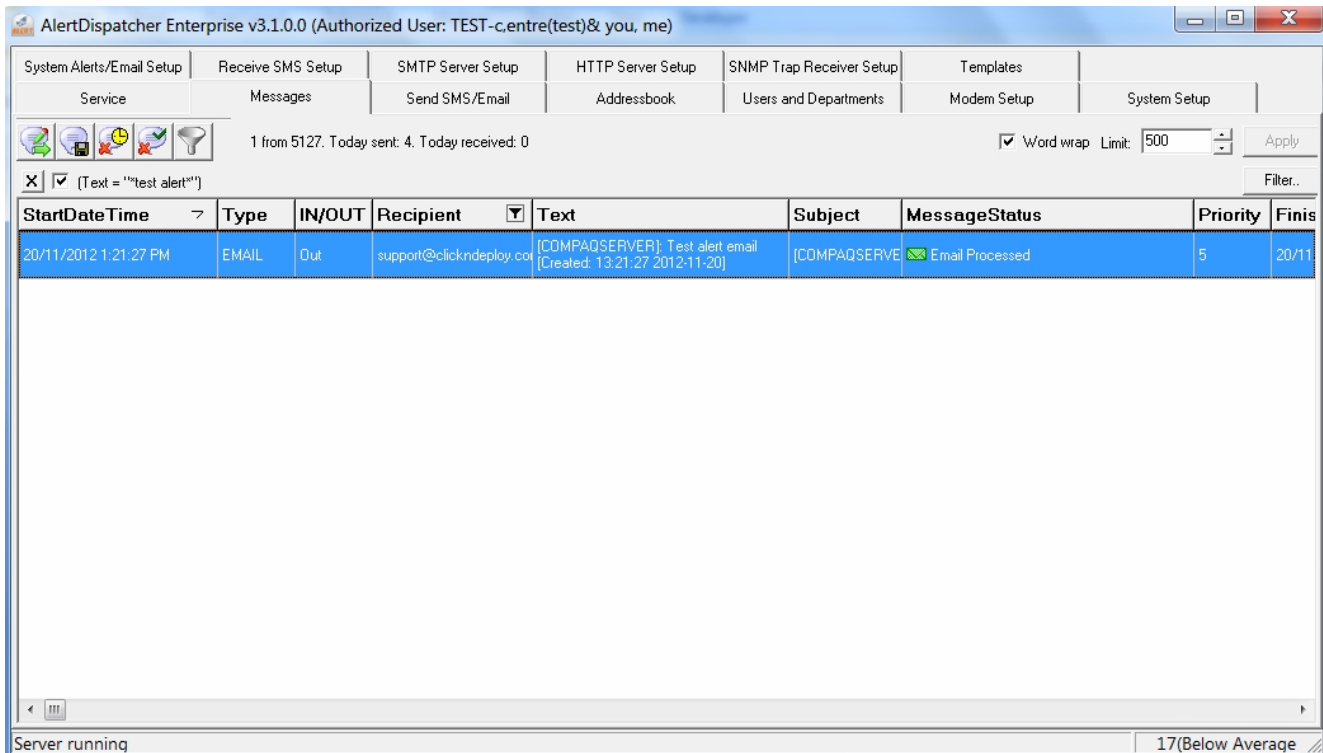 AlertDispatcher Enterprise v3.1.0.0 (Authorized User: TEST-c,entre(test)& you, me)
System Alerts/Email Setup Receive SMS Setup SMTP Server Setup HTTP Server Setup SNMP Trap Receiver Setup Templates
Service Messages Send SMS/Email Addressbook Users and Departments Modem Setup System Setup
1 from 5127. Today sent: 4. Today received: 0 Word wrap Limit: 500 Apply
X (Text = "*test alert*") Filter..
StartDateTime Type IN/OUT Recipient Text Subject MessageStatus Priority Finis
20/11/2012 1:21:27 PM EMAIL Out support@clickndeploy.co [COMPAQSERVER]: Test alert email [COMPAQSERVE Email Processed 5 20/11
[Created: 13:21:27 2012-11-20]
Server running 17(Below Average